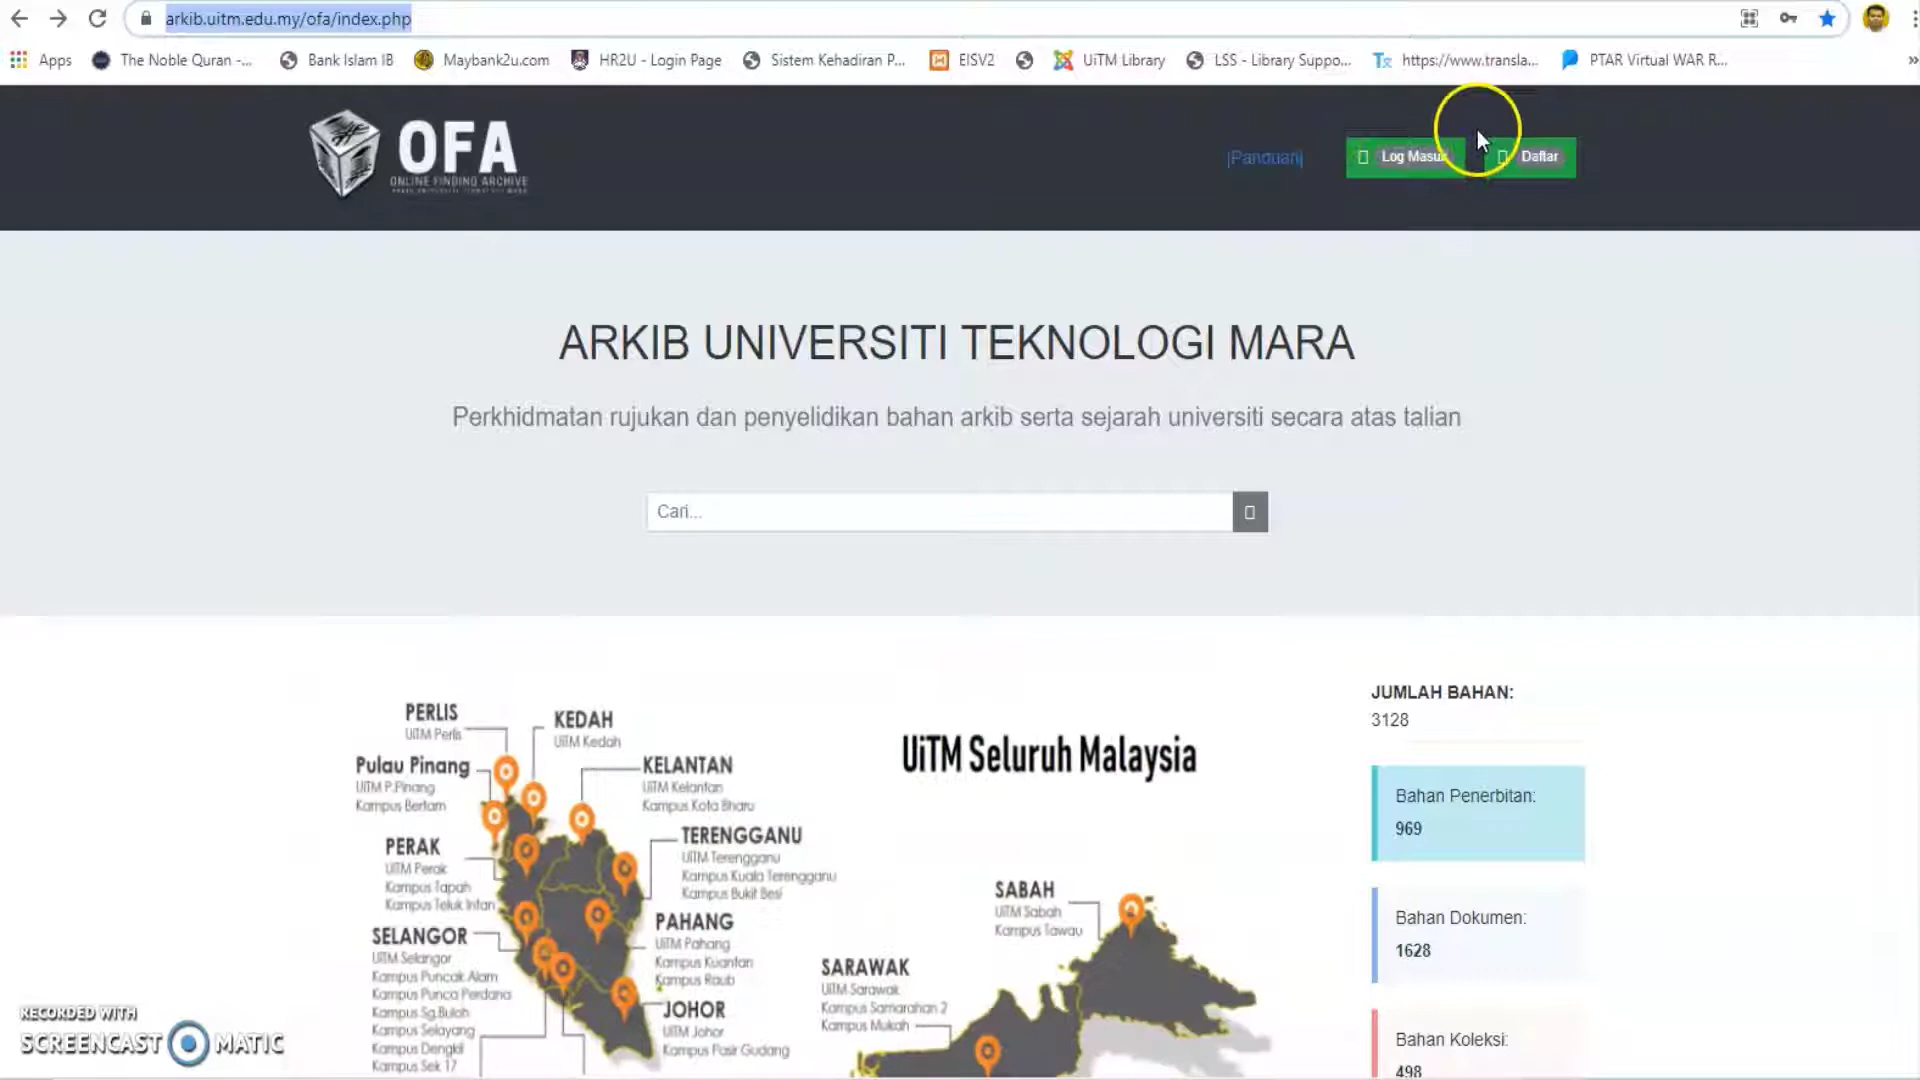 arkib.uitm.edu.my/ofa/index.php
Apps
The Noble Quran -...
Bank Islam IB
Maybank2u.com
HR2U - Login Page
Sistem Kehadiran P...
EISV2
UiTM Library
LSS - Library Suppo...
https://www.transla...
PTAR Virtual WAR R...
»
OFA
ONLINE FINDING ARCHIVE
|Panduan|
Log Masuk
Daftar
ARKIB UNIVERSITI TEKNOLOGI MARA
Perkhidmatan rujukan dan penyelidikan bahan arkib serta sejarah universiti secara atas talian
Cari...
UiTM Seluruh Malaysia
PERLIS
UiTM Perlis
KEDAH
UiTM Kedah
Pulau Pinang
UiTM P.Pinang
Kampus Bertam
KELANTAN
UiTM Kelantan
Kampus Kota Bharu
PERAK
UiTM Perak
Kampus Tapah
Kampus Teluk Intan
TERENGGANU
UiTM Terengganu
Kampus Kuala Terengganu
Kampus Bukit Besi
SELANGOR
UiTM Selangor
Kampus Puncak Alam
Kampus Punca Perdana
Kampus Sg.Buloh
Kampus Selayang
Kampus Dengkil
Kampus Sek 17
PAHANG
UiTM Pahang
Kampus Kuantan
Kampus Raub
JOHOR
UiTM Johor
Kampus Pasir Gudang
SABAH
UiTM Sabah
Kampus Tawau
SARAWAK
UiTM Sarawak
Kampus Samarahan 2
Kampus Mukah
JUMLAH BAHAN:
3128
Bahan Penerbitan:
969
Bahan Dokumen:
1628
Bahan Koleksi:
498
RECORDED WITH
SCREENCAST MATIC